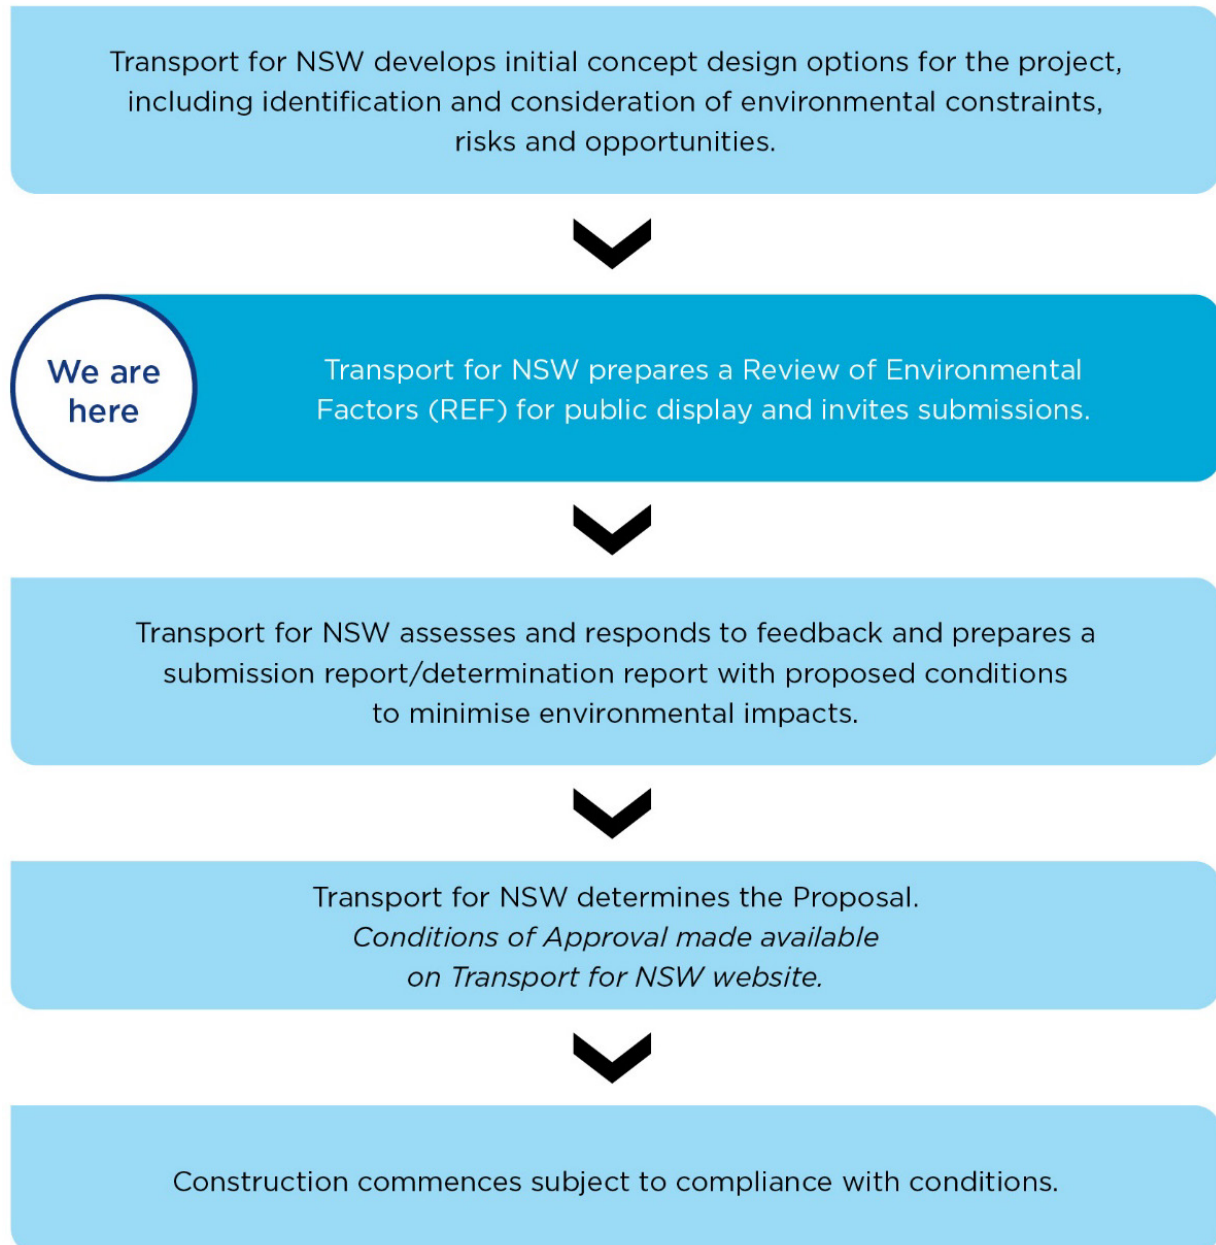 Transport for NSW develops initial concept design options for the project,
including identification and consideration of environmental constraints,
risks and opportunities.
We are
here
Transport for NSW prepares a Review of Environmental
Factors (REF) for public display and invites submissions.
Transport for NSW assesses and responds to feedback and prepares a
submission report/determination report with proposed conditions
to minimise environmental impacts.
Transport for NSW determines the Proposal.
Conditions of Approval made available
on Transport for NSW website.
Construction commences subject to compliance with conditions.